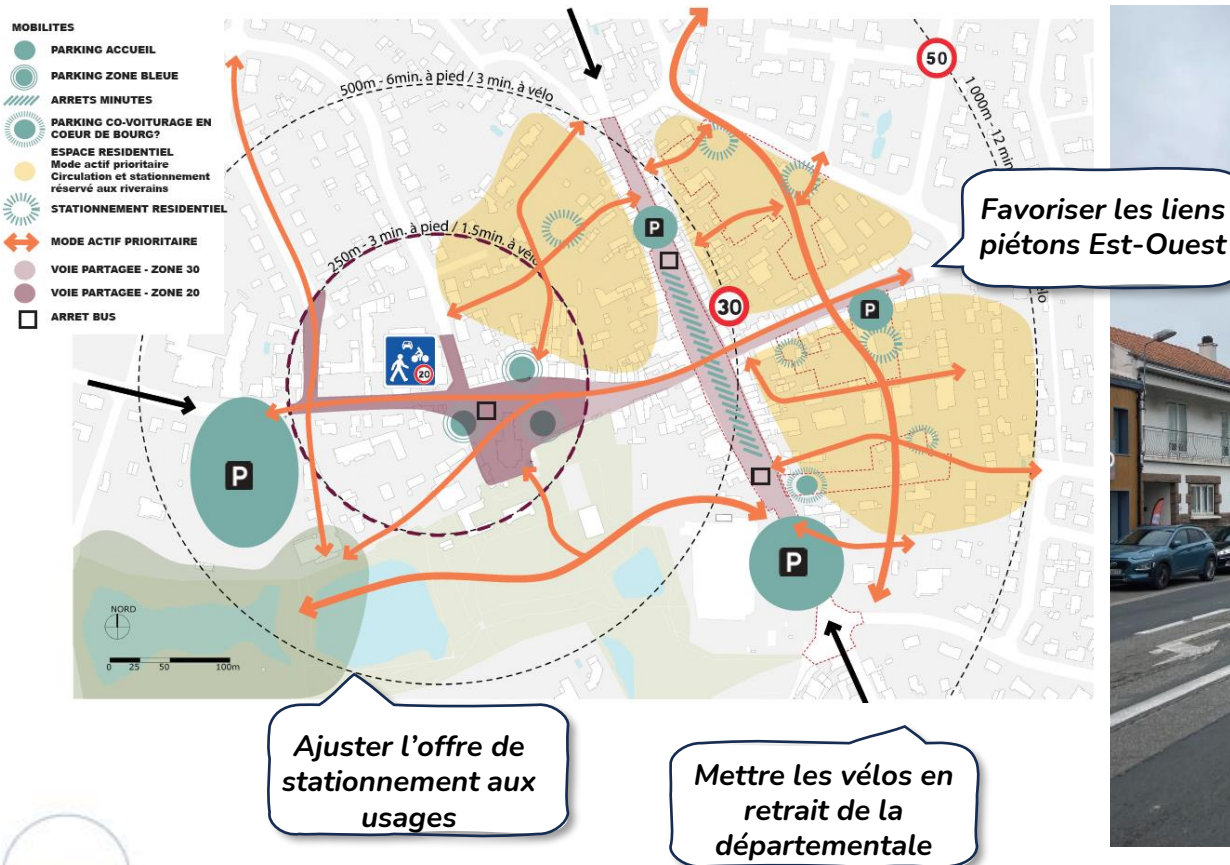 MOBILITES
PARKING ACCUEIL
PARKING ZONE BLEUE
ARRETS MINUTES
PARKING CO-VOITURAGE EN
COEUR DE BOURG?
ESPACE RESIDENTIEL
Mode actif prioritaire
Circulation et stationnement
réservé aux riverains
STATIONNEMENT RESIDENTIEL
MODE ACTIF PRIORITAIRE
VOIE PARTAGEE - ZONE 30
VOIE PARTAGEE - ZONE 20
ARRET BUS
500m - 6min. à pied / 3 min. à vélo
250m - 3 min. à pied / 1.5min. à vélo
1 000m - 12 min
vélo
50
30
20
P
P
P
P
NORD
0 25 50 100m
Favoriser les liens
piétons Est-Ouest
Ajuster l'offre de
stationnement aux
usages
Mettre les vélos en
retrait de la
départementale